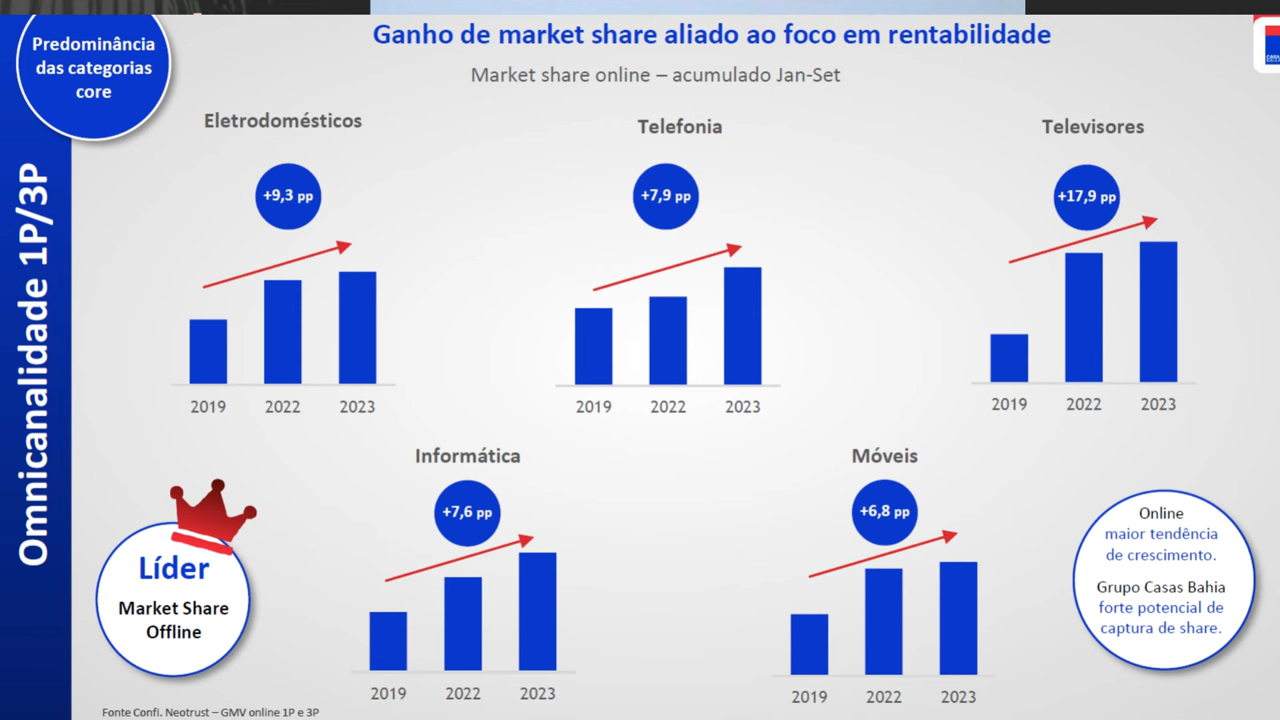 Predominância
das categorias
core
Omnicanalidade 1P/3P
Ganho de market share aliado ao foco em rentabilidade
Market share online – acumulado Jan-Set
Eletrodomésticos
+9,3 pp
2019 2022 2023
Telefonia
+7,9 pp
2019 2022 2023
Televisores
+17,9 pp
2019 2022 2023
Informática
+7,6 pp
2019 2022 2023
Móveis
+6,8 pp
2019 2022 2023
Líder
Market Share
Offline
Online
maior tendência
de crescimento.
Grupo Casas Bahia
forte potencial de
captura de share.
Fonte Confi. Neotrust – GMV online 1P e 3P